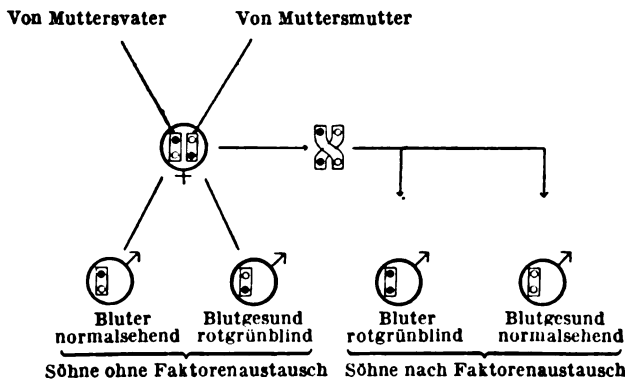 Von Muttersvater Von Muttersmutter
Bluter
normalsehend
Blutgesund
rotgrünblind
Bluter
rotgrünblind
Blutgesund
normalsehend
Söhne ohne Faktorenaustausch
Söhne nach Faktorenaustausch